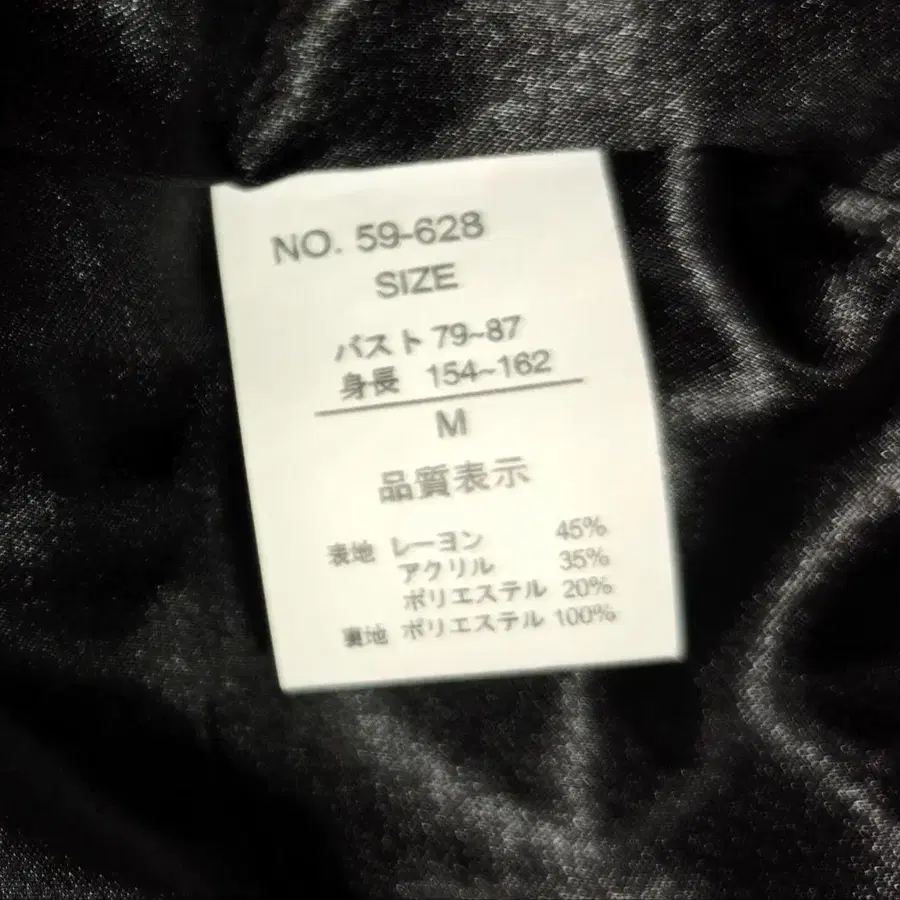 NO. 59-628
SIZE
バスト 79~87
身長 154~162
M
品質表示
表地 レーヨン 45%
アクリル 35%
ポリエステル 20%
裏地 ポリエステル 100%